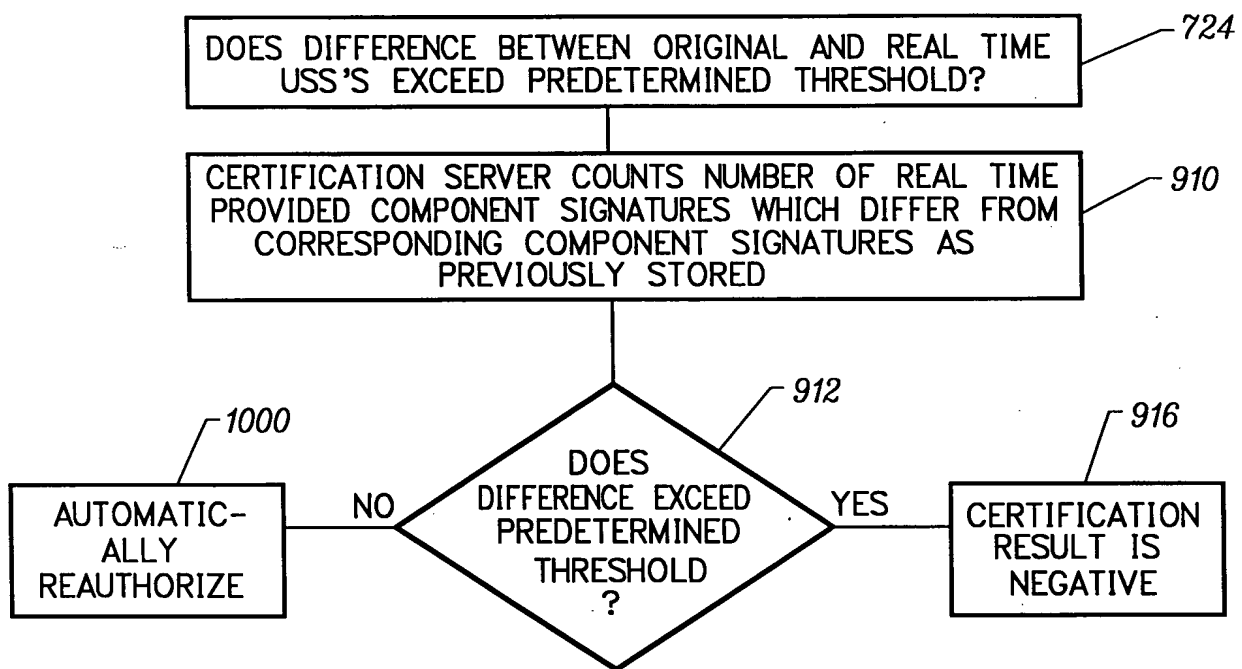 DOES DIFFERENCE BETWEEN ORIGINAL AND REAL TIME
USS'S EXCEED PREDETERMINED THRESHOLD?
724
CERTIFICATION SERVER COUNTS NUMBER OF REAL TIME
PROVIDED COMPONENT SIGNATURES WHICH DIFFER FROM
CORRESPONDING COMPONENT SIGNATURES AS
PREVIOUSLY STORED
910
912
DOES
DIFFERENCE EXCEED
PREDETERMINED
THRESHOLD
?
NO
YES
1000
AUTOMATIC-
ALLY
REAUTHORIZE
916
CERTIFICATION
RESULT IS
NEGATIVE